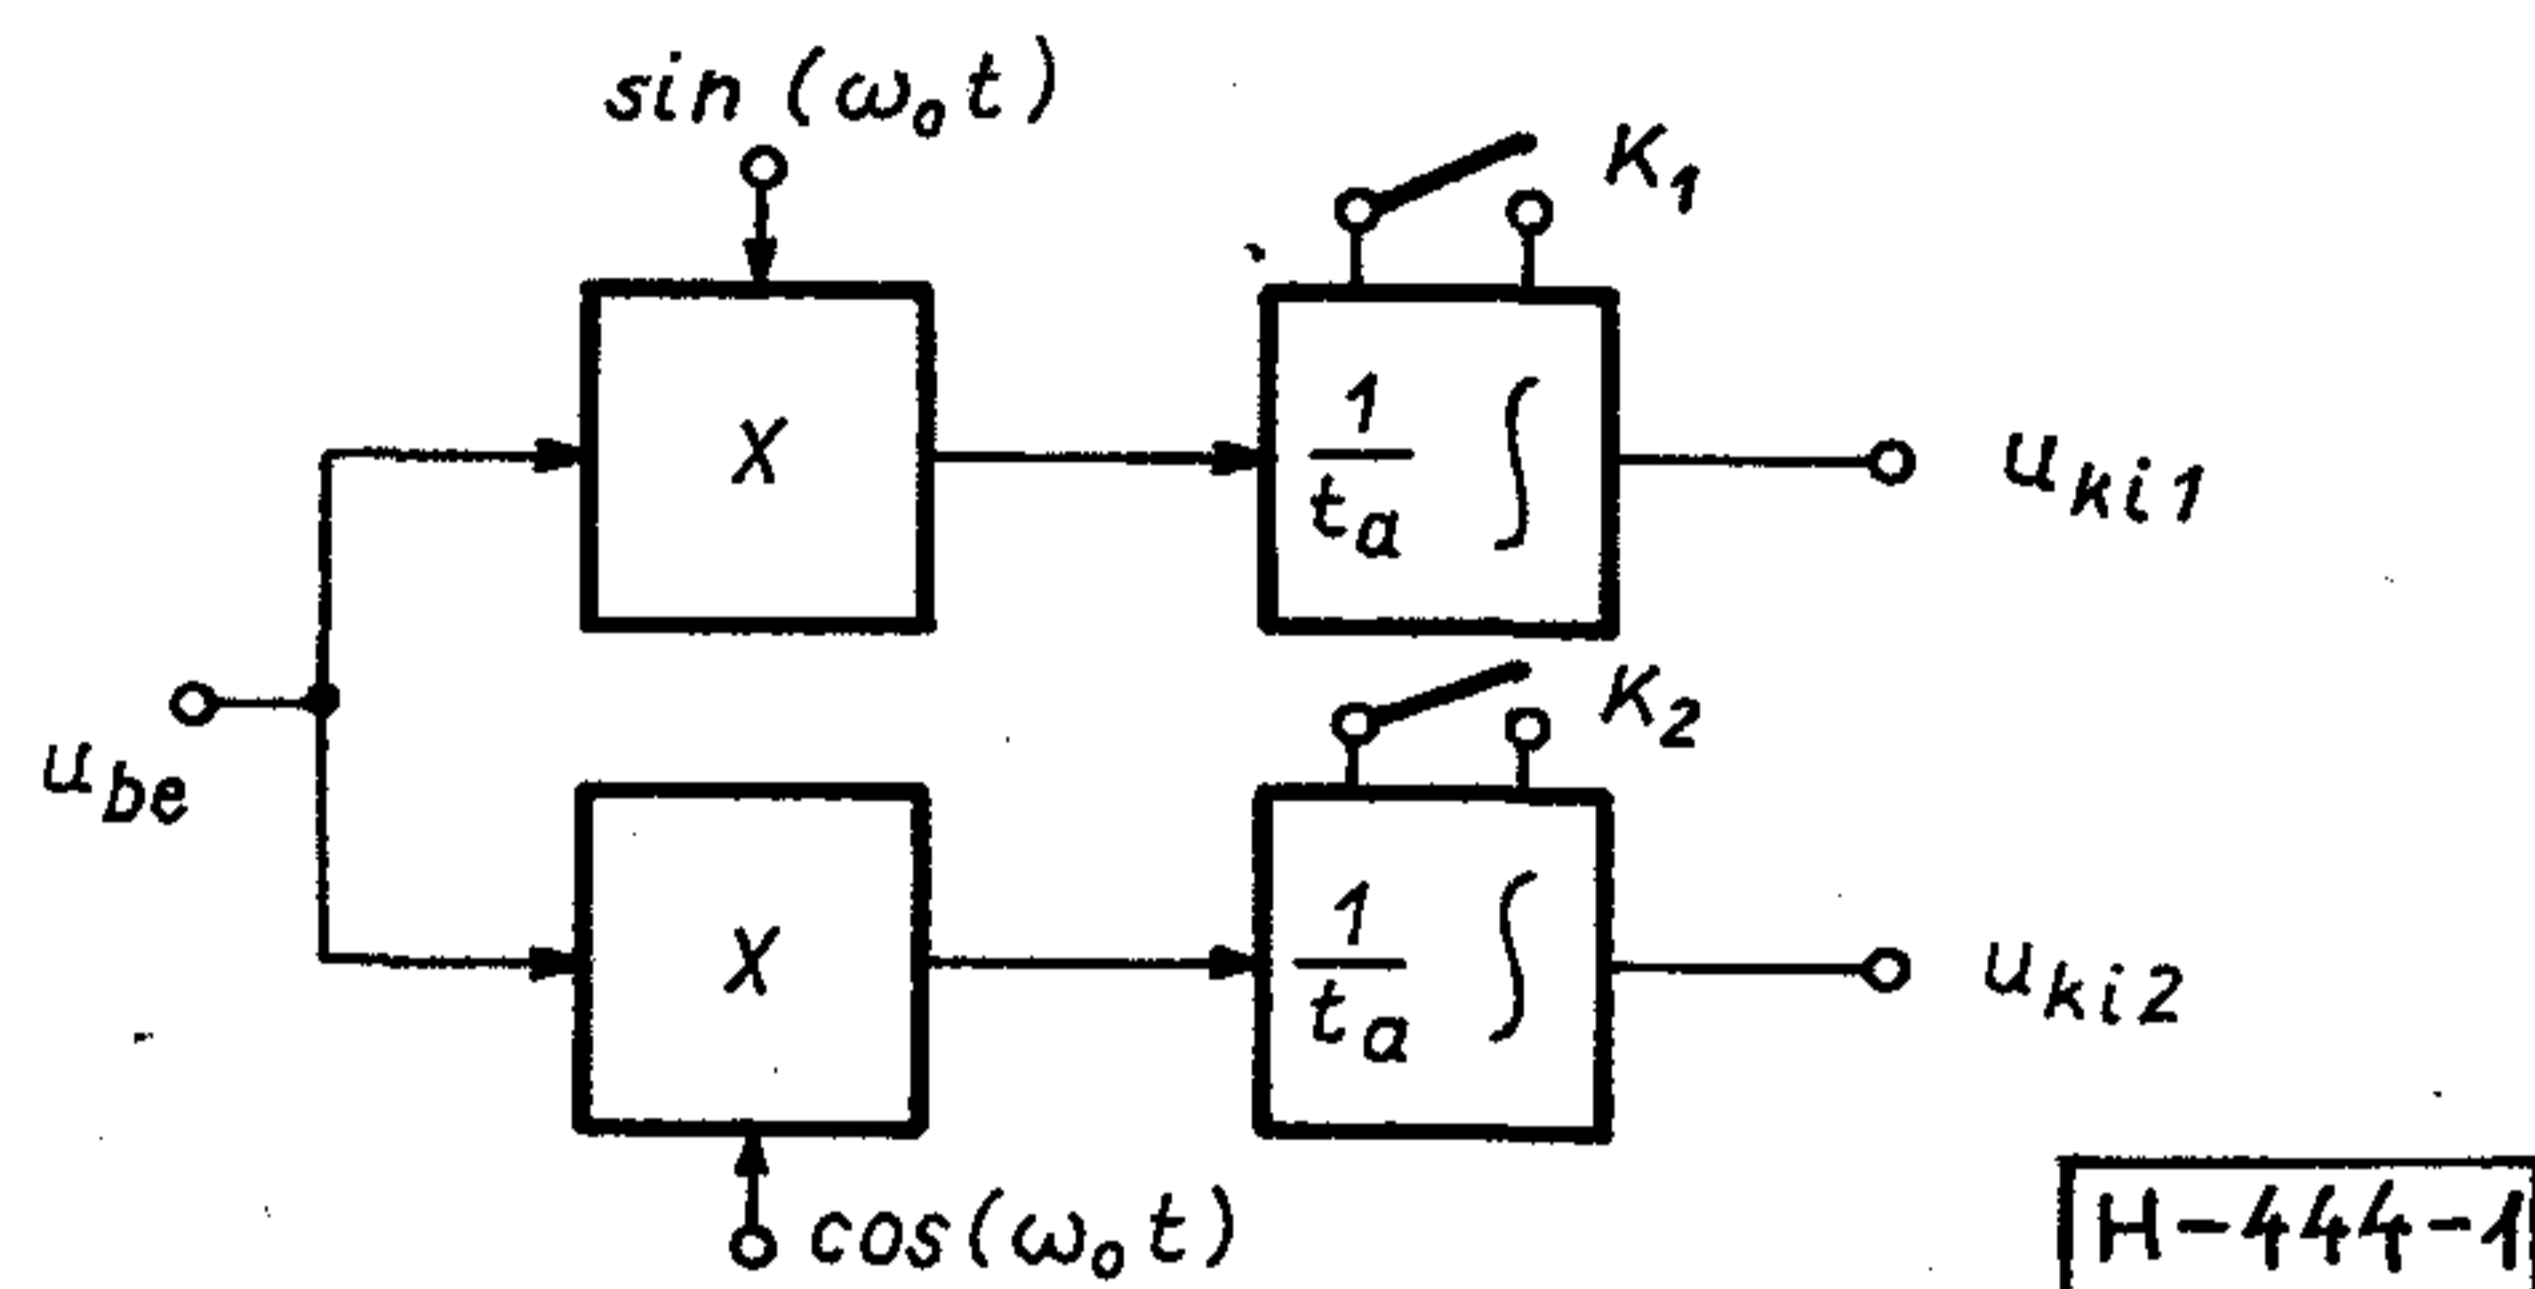 sin (ω₀t)
K₁
X
1/tₐ ∫
u_ki1
u_be
K₂
X
1/tₐ ∫
u_ki2
cos(ω₀t)
H-444-1